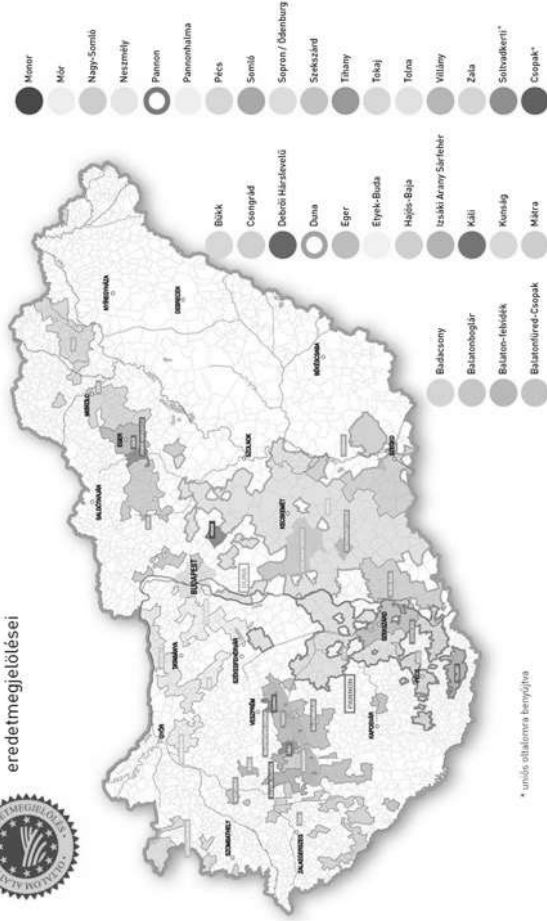 eredetmegjelölései
GYŐR
TATABÁNYA
BUDAPEST
SALGÓTARJÁN
EGER
MISKOLC
NYÍREGYHÁZA
DEBRECEN
SZOMBATHELY
ZALAEGERSZEG
VESZPRÉM
SZÉKESFEHÉRVÁR
DUNA
SZOLNOK
KECSKEMÉT
BÉKÉSCSABA
PANNON
KAPOSVÁR
SZEKSZÁRD
PÉCS
SZEGED
* uniós oltalomra benyújtva
Badacsony
Balatonboglár
Balaton-felvidék
Balatonfüred-Csopak
Bükk
Csongrád
Debrői Hárslevelű
Duna
Eger
Etyek-Buda
Hajós-Baja
Izsáki Arany Sárfehér
Káli
Kunság
Mátra
Monor
Mór
Nagy-Somló
Neszmély
Pannon
Pannonhalma
Pécs
Somló
Sopron / Ödenburg
Szekszárd
Tihany
Tokaj
Tolna
Villány
Zala
Soltvadkerti*
Csopak*